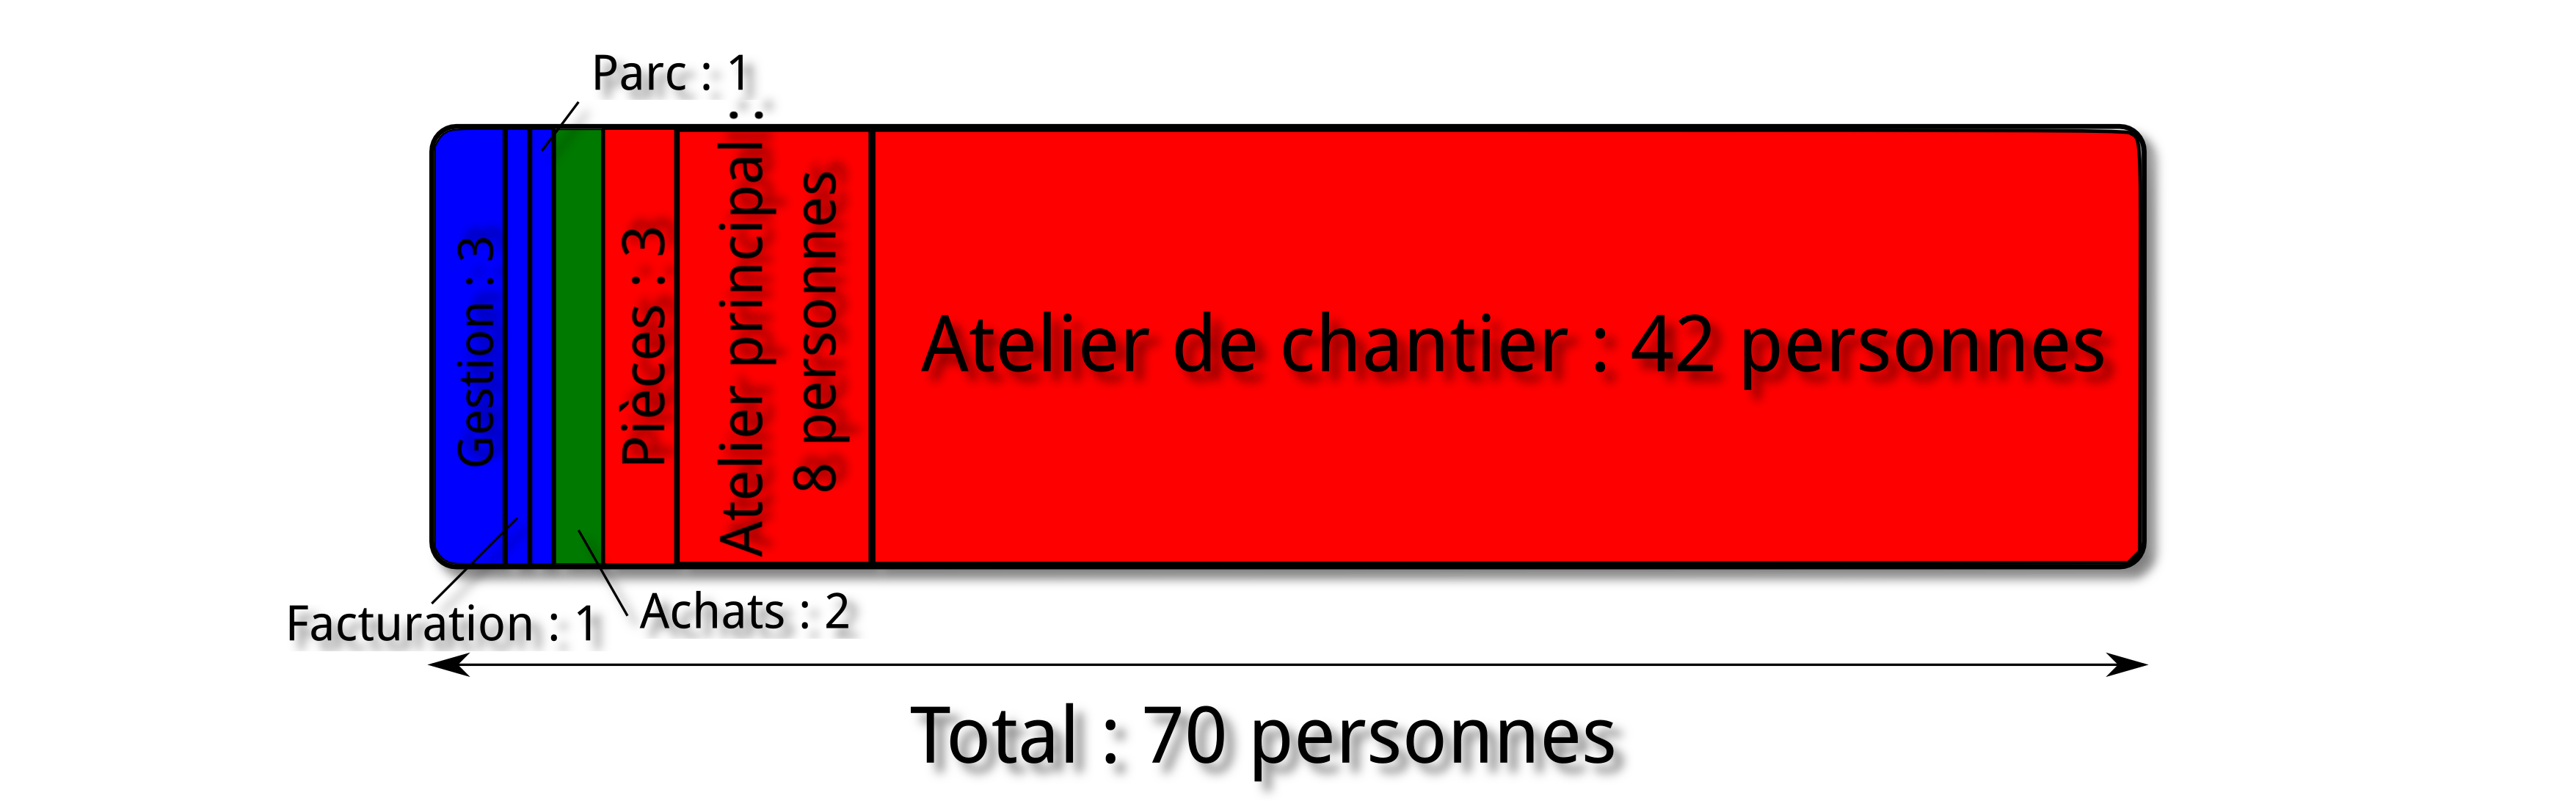 Parc : 1
Gestion : 3
Pièces : 3
Atelier principal :
8 personnes
Atelier de chantier : 42 personnes
Facturation : 1
Achats : 2
Total : 70 personnes